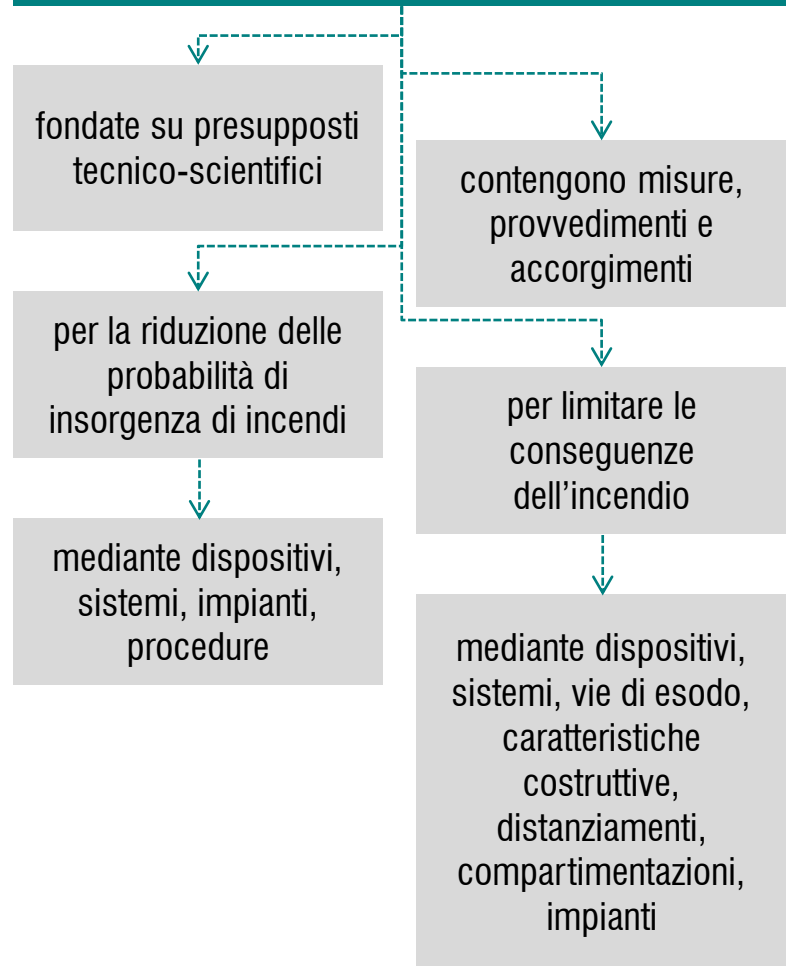 fondate su presupposti
tecnico-scientifici
contengono misure,
provvedimenti e
accorgimenti
per la riduzione delle
probabilità di
insorgenza di incendi
per limitare le
conseguenze
dell’incendio
mediante dispositivi,
sistemi, impianti,
procedure
mediante dispositivi,
sistemi, vie di esodo,
caratteristiche
costruttive,
distanziamenti,
compartimentazioni,
impianti